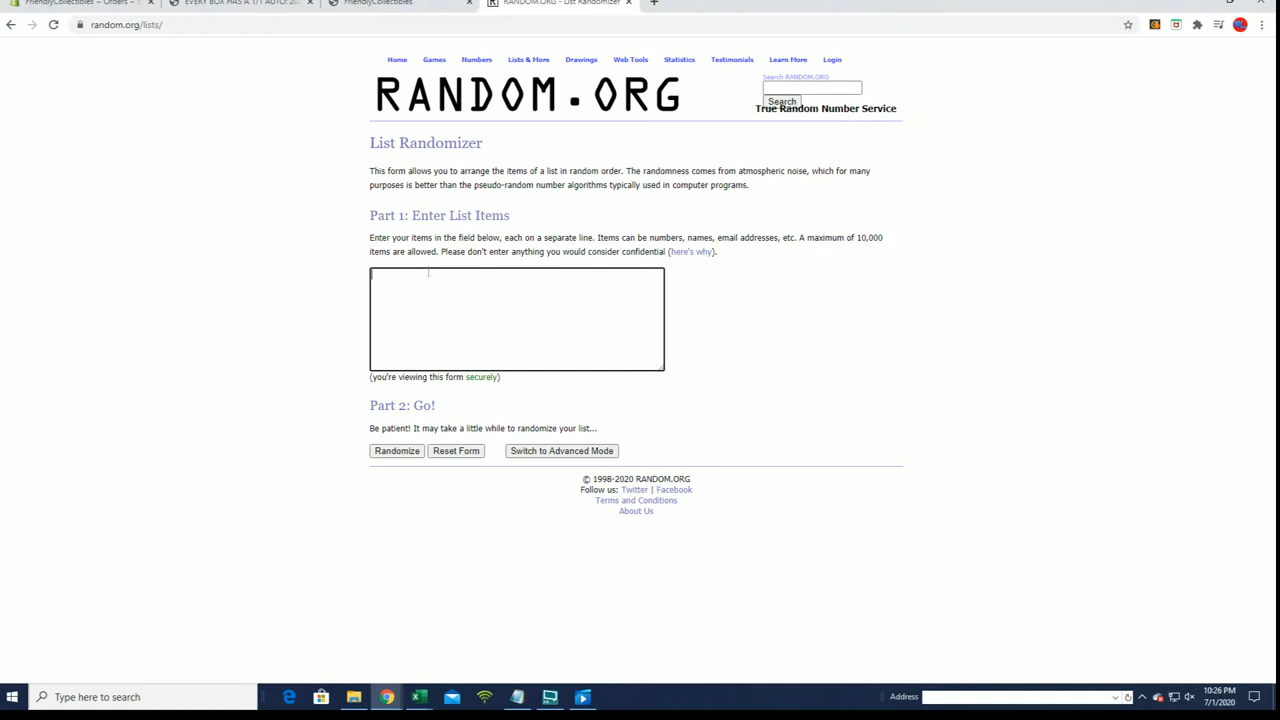 FriendlyCollectibles ~ Orders ~
EVERY BOX HAS A 1/1 AUTO!
FriendlyCollectibles
RANDOM.ORG - List Randomizer
random.org/lists/
Home Games Numbers Lists & More Drawings Web Tools Statistics Testimonials Learn More Login
RANDOM.ORG
Search RANDOM.ORG
Search
True Random Number Service
List Randomizer
This form allows you to arrange the items of a list in random order. The randomness comes from atmospheric noise, which for many
purposes is better than the pseudo-random number algorithms typically used in computer programs.
Part 1: Enter List Items
Enter your items in the field below, each on a separate line. Items can be numbers, names, email addresses, etc. A maximum of 10,000
items are allowed. Please don't enter anything you would consider confidential (here's why).
(you're viewing this form securely)
Part 2: Go!
Be patient! It may take a little while to randomize your list...
Randomize Reset Form Switch to Advanced Mode
© 1998-2020 RANDOM.ORG
Follow us: Twitter | Facebook
Terms and Conditions
About Us
Type here to search
Address
10:26 PM
7/1/2020